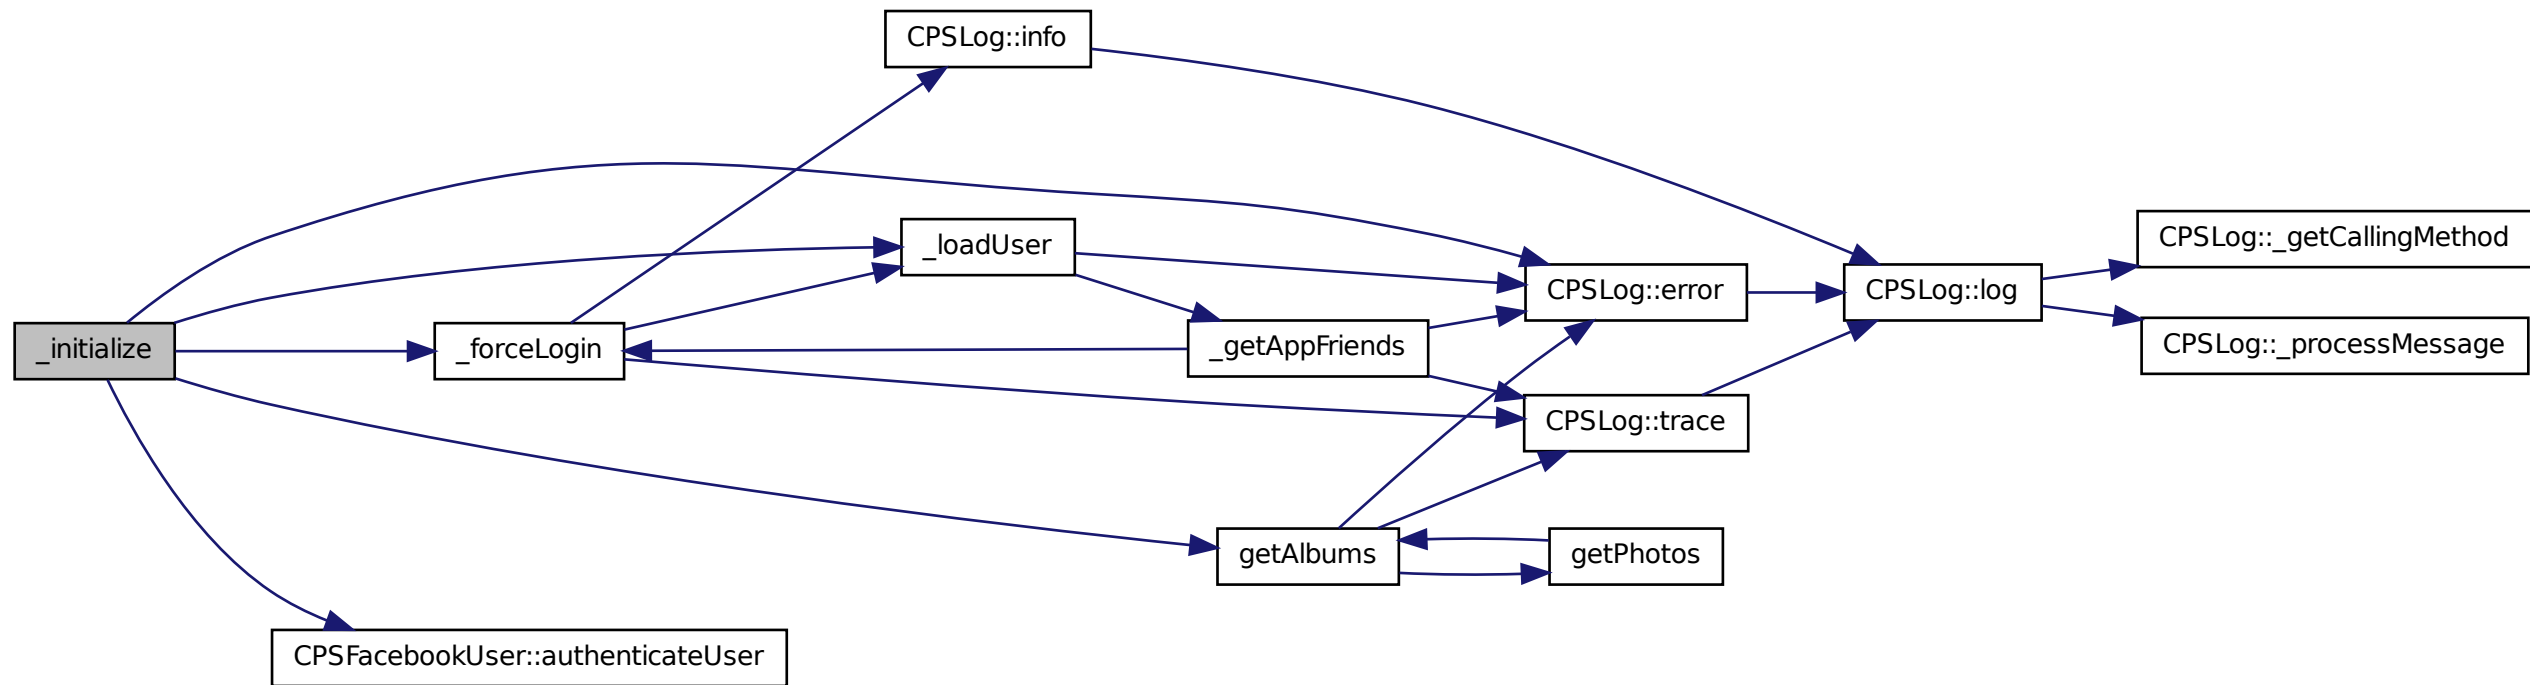 CPSLog::info
_loadUser
CPSLog::_getCallingMethod
CPSLog::error
CPSLog::log
_initialize
_forceLogin
_getAppFriends
CPSLog::_processMessage
CPSLog::trace
getAlbums
getPhotos
CPSFacebookUser::authenticateUser